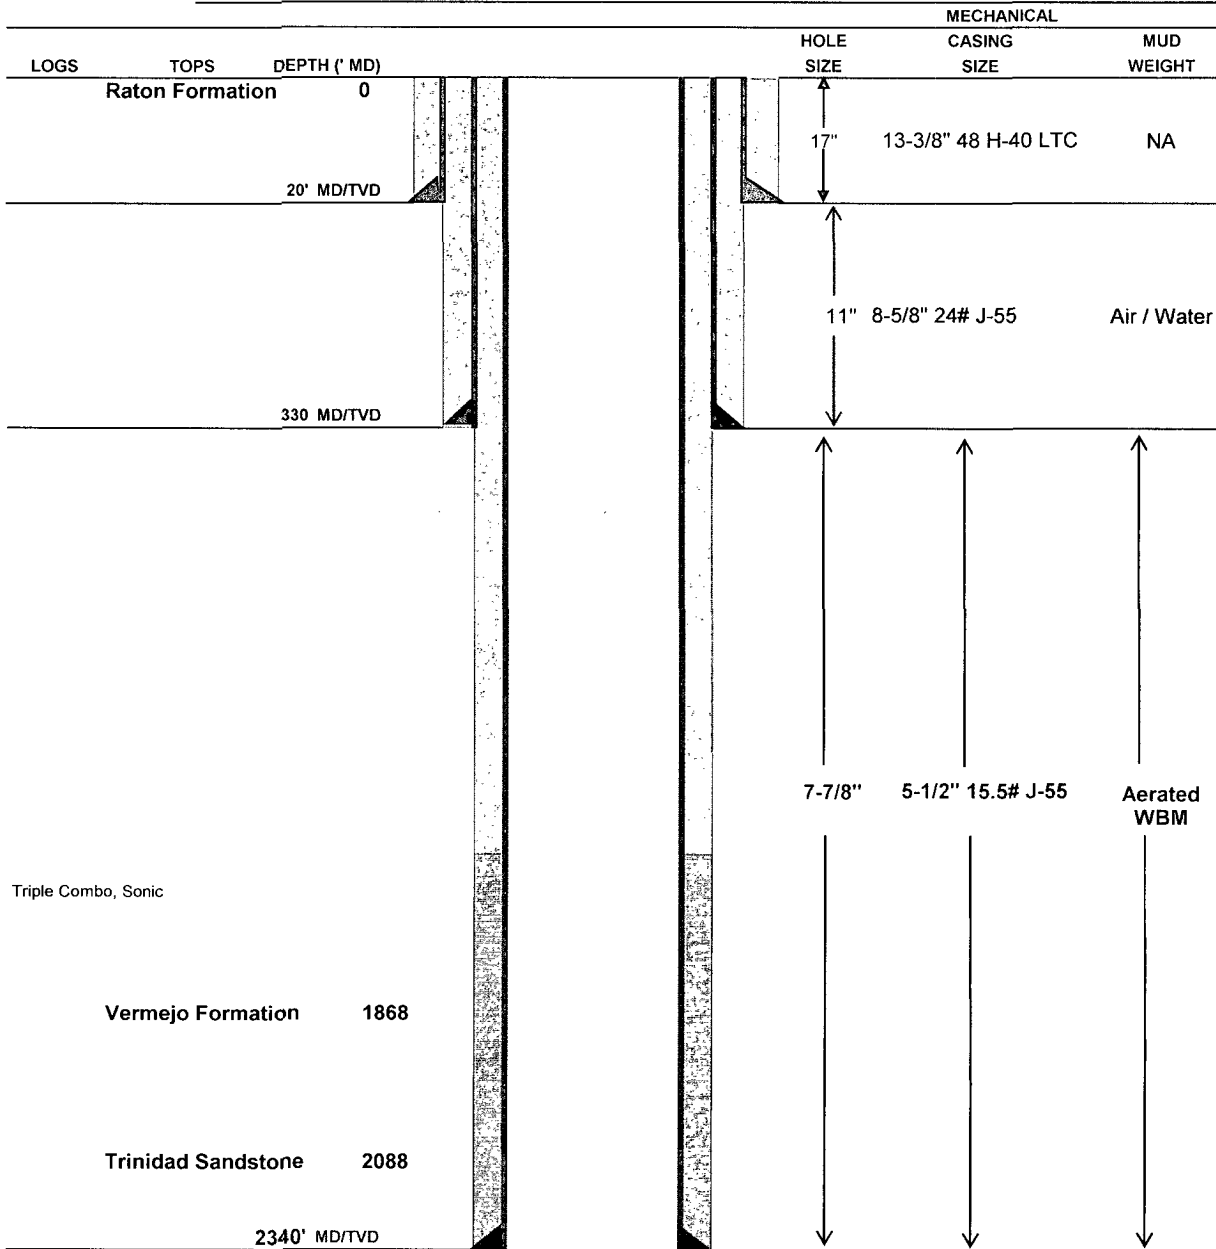 MECHANICAL
HOLE CASING MUD
LOGS TOPS DEPTH (' MD) SIZE SIZE WEIGHT
Raton Formation 0
17" 13-3/8" 48 H-40 LTC NA
20' MD/TVD
11" 8-5/8" 24# J-55 Air / Water
330 MD/TVD
7-7/8" 5-1/2" 15.5# J-55 Aerated
WBM
Triple Combo, Sonic
Vermejo Formation 1868
Trinidad Sandstone 2088
2340' MD/TVD